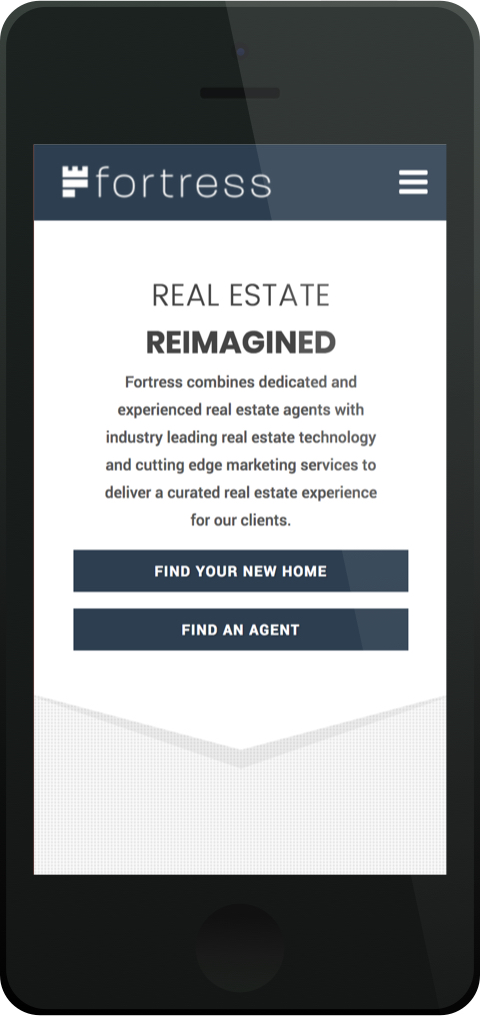 fortress
REAL ESTATE
REIMAGINED
Fortress combines dedicated and
experienced real estate agents with
industry leading real estate technology
and cutting edge marketing services to
deliver a curated real estate experience
for our clients.
FIND YOUR NEW HOME
FIND AN AGENT